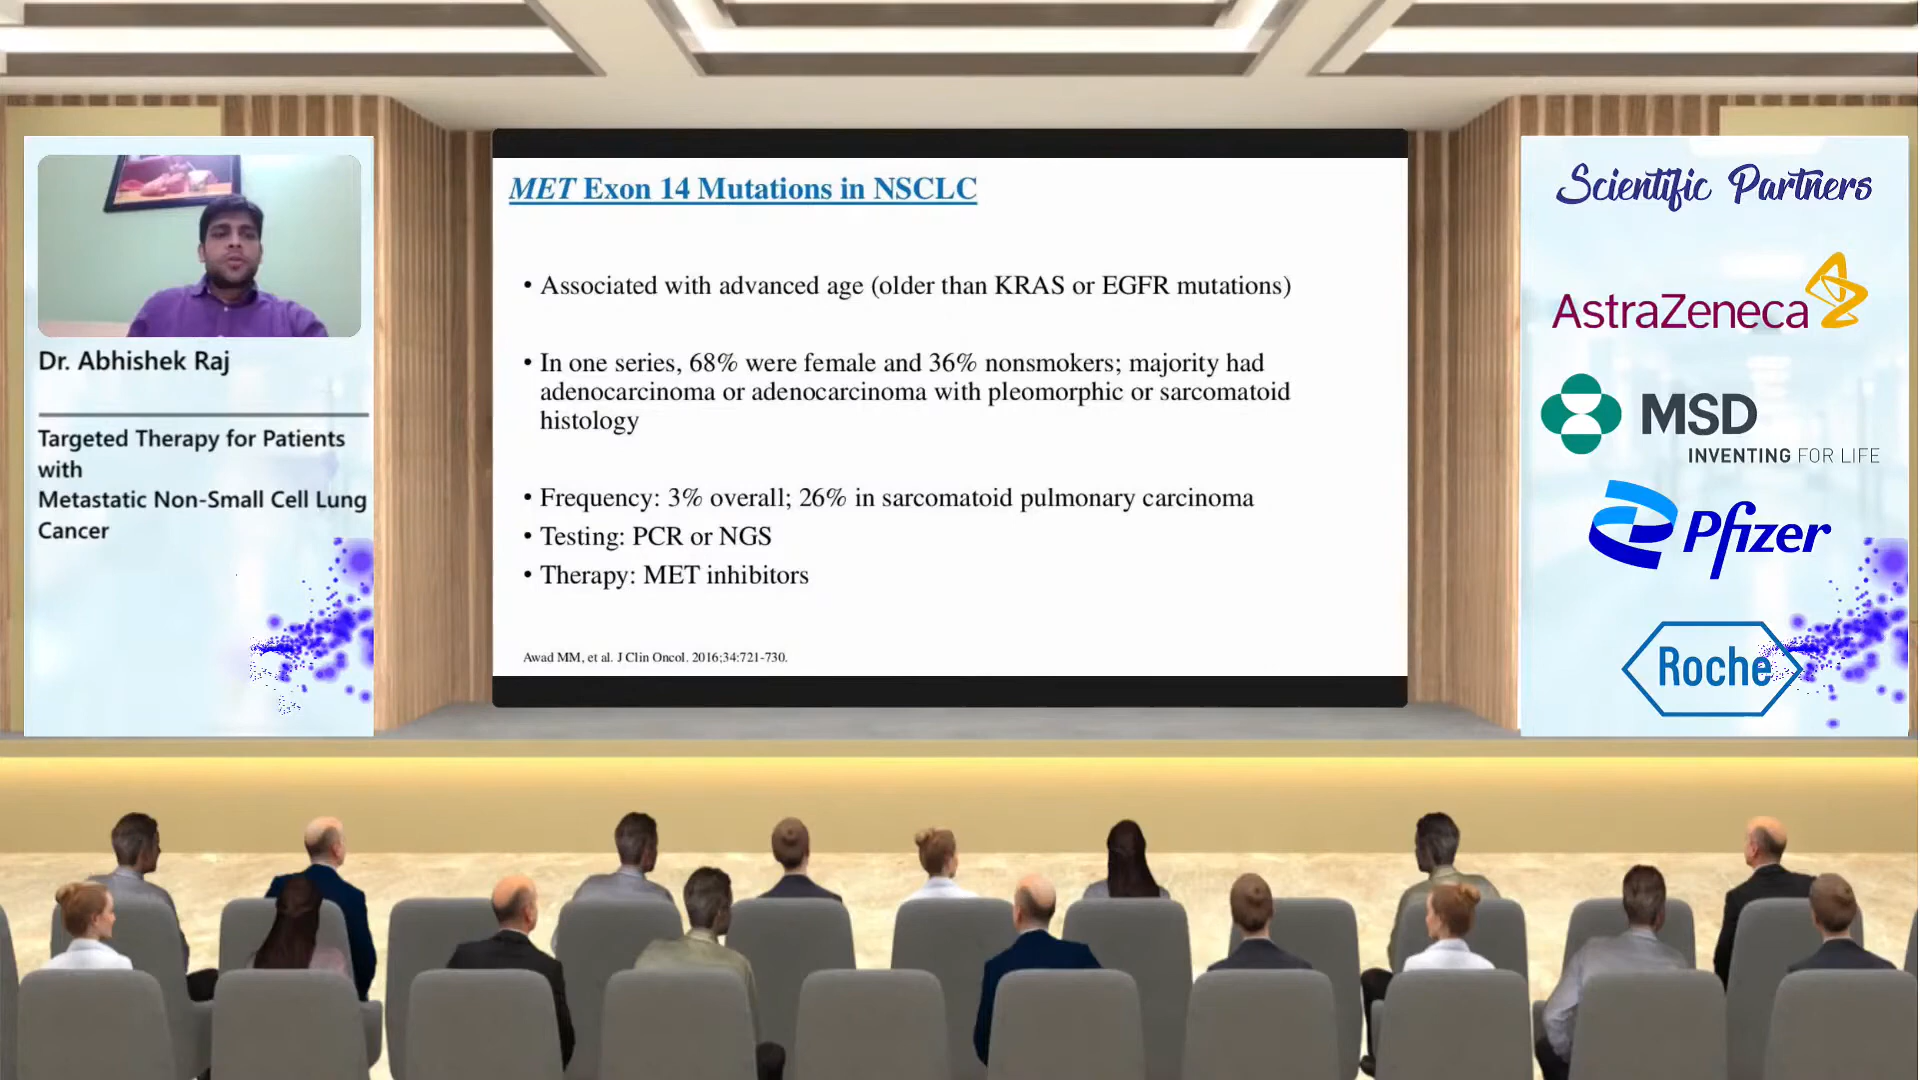 Dr. Abhishek Raj
Targeted Therapy for Patients
with
Metastatic Non-Small Cell Lung
Cancer
MET Exon 14 Mutations in NSCLC
• Associated with advanced age (older than KRAS or EGFR mutations)
• In one series, 68% were female and 36% nonsmokers; majority had
adenocarcinoma or adenocarcinoma with pleomorphic or sarcomatoid
histology
• Frequency: 3% overall; 26% in sarcomatoid pulmonary carcinoma
• Testing: PCR or NGS
• Therapy: MET inhibitors
Awad MM, et al. J Clin Oncol. 2016;34:721-730.
Scientific Partners
AstraZeneca
MSD
INVENTING FOR LIFE
Pfizer
Roche